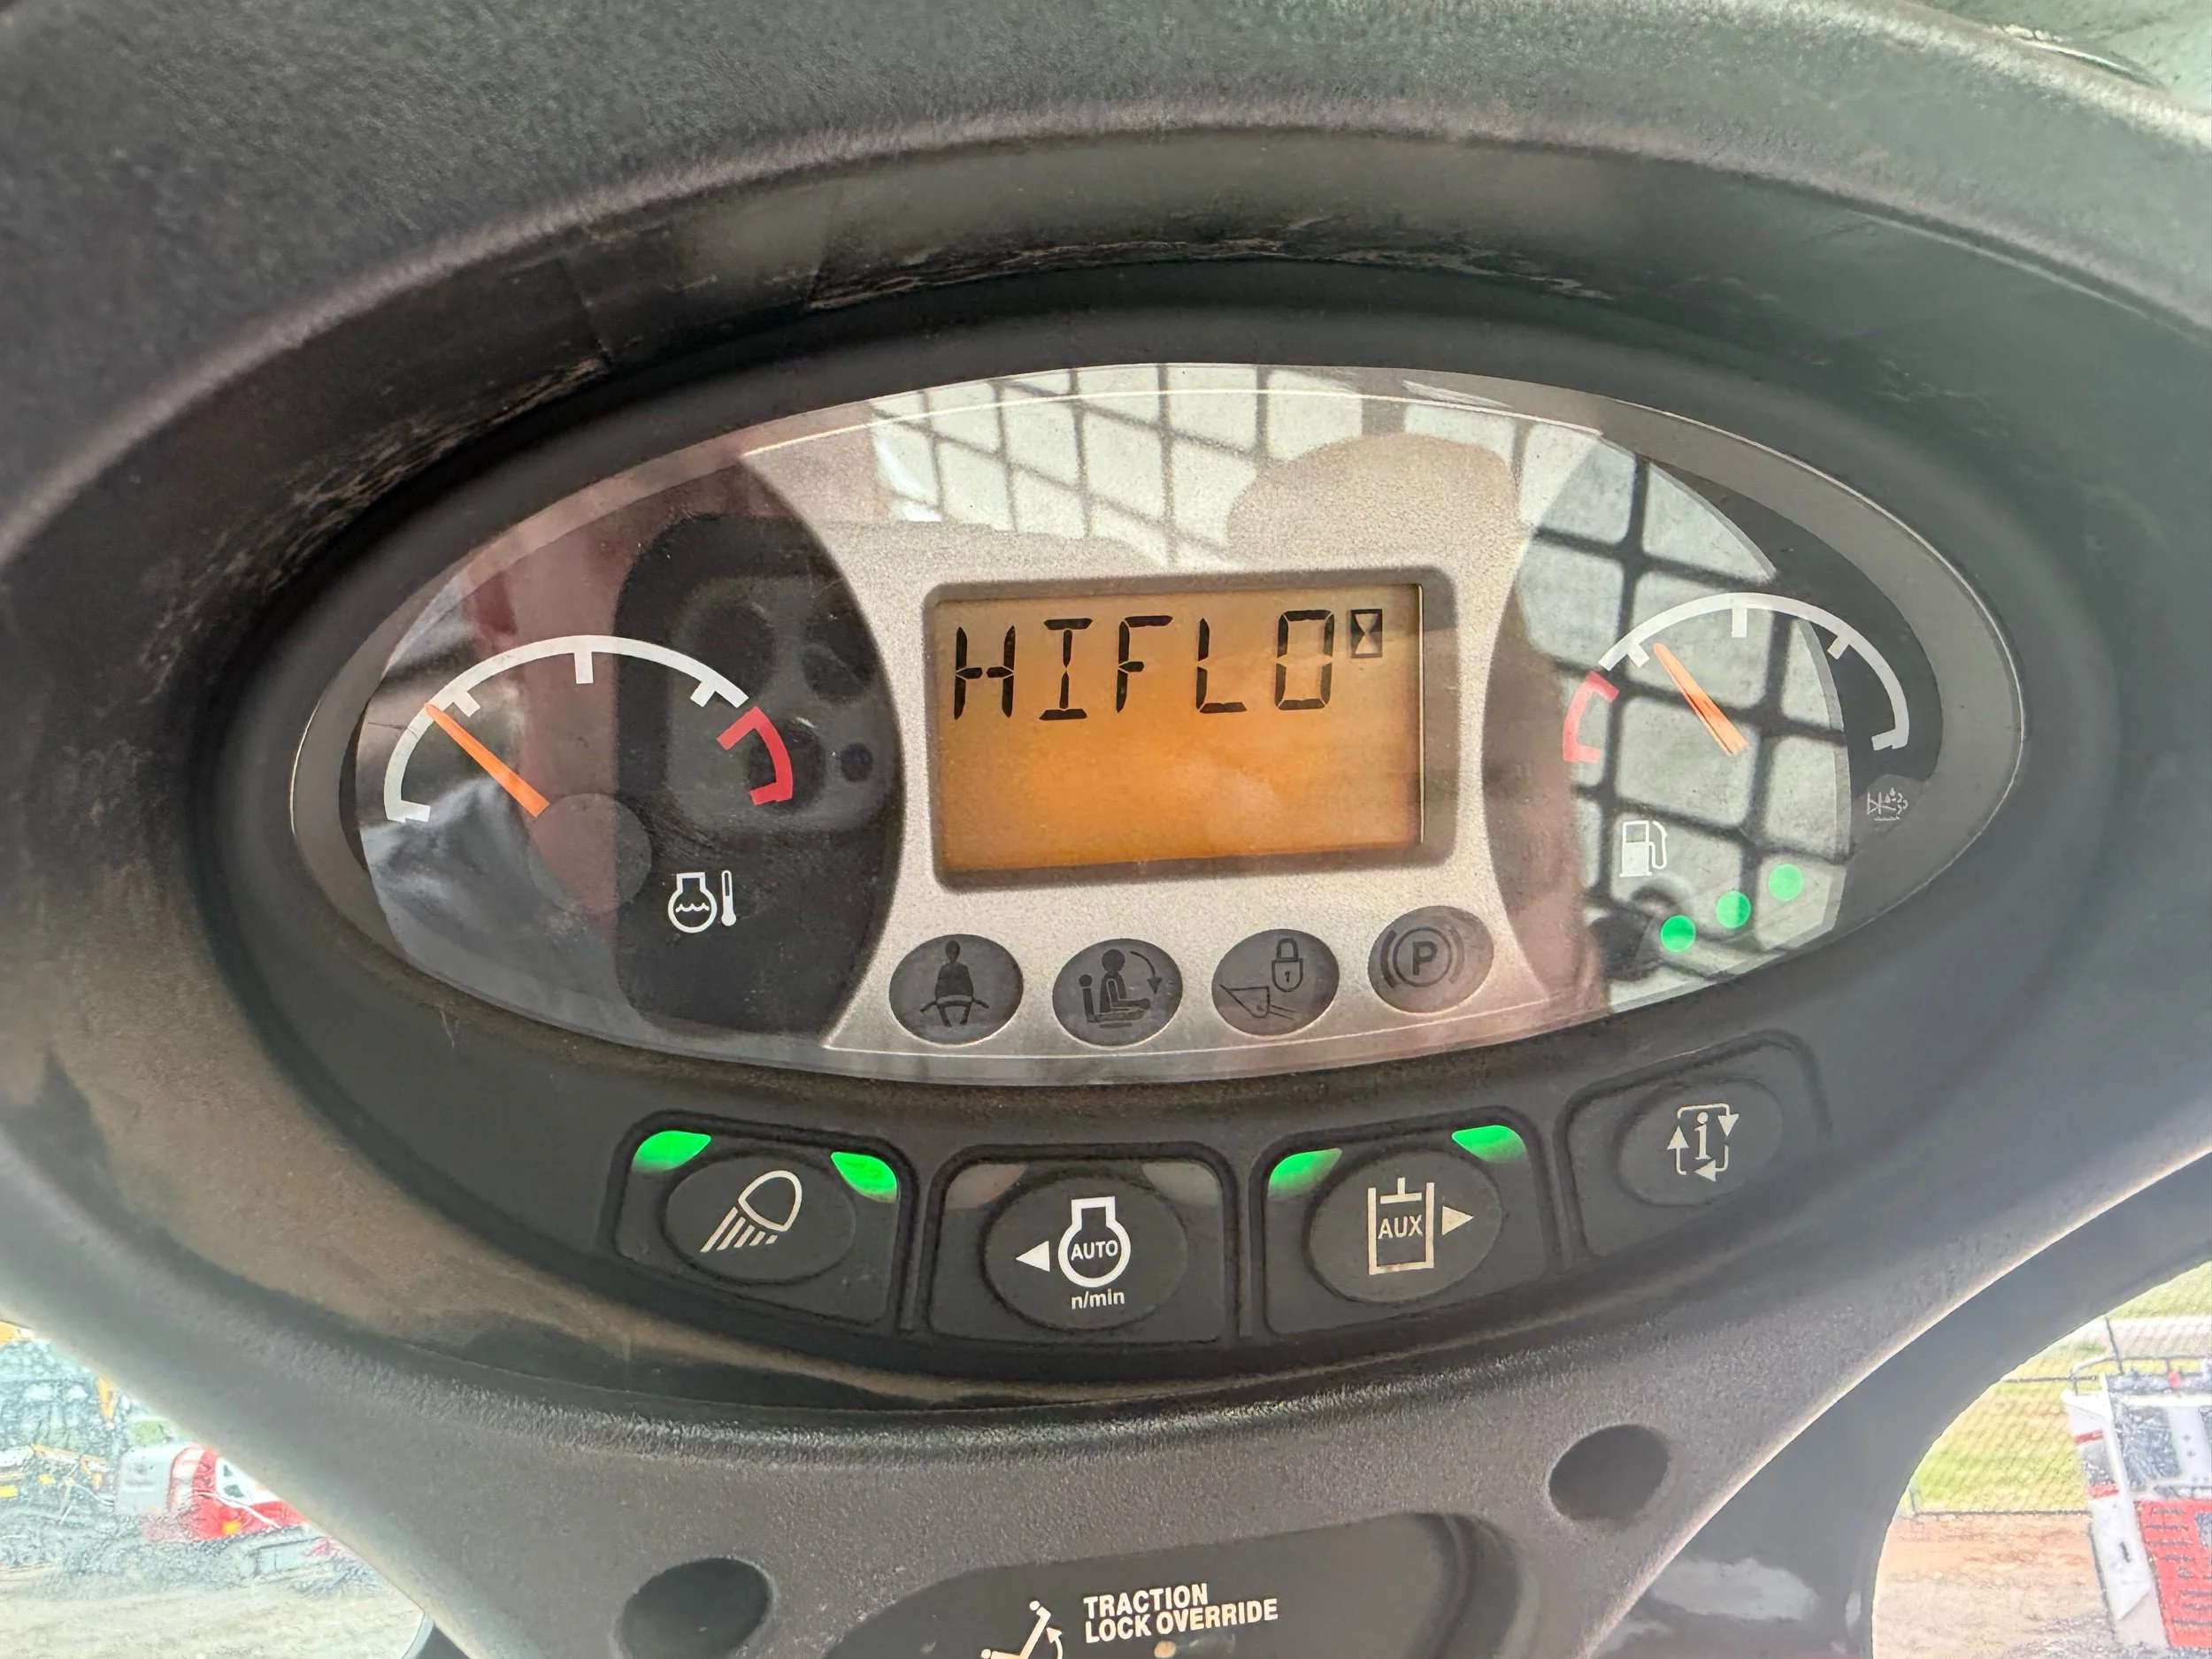 HIFLO
P
AUTO
n/min
AUX
i
TRACTION
LOCK OVERRIDE